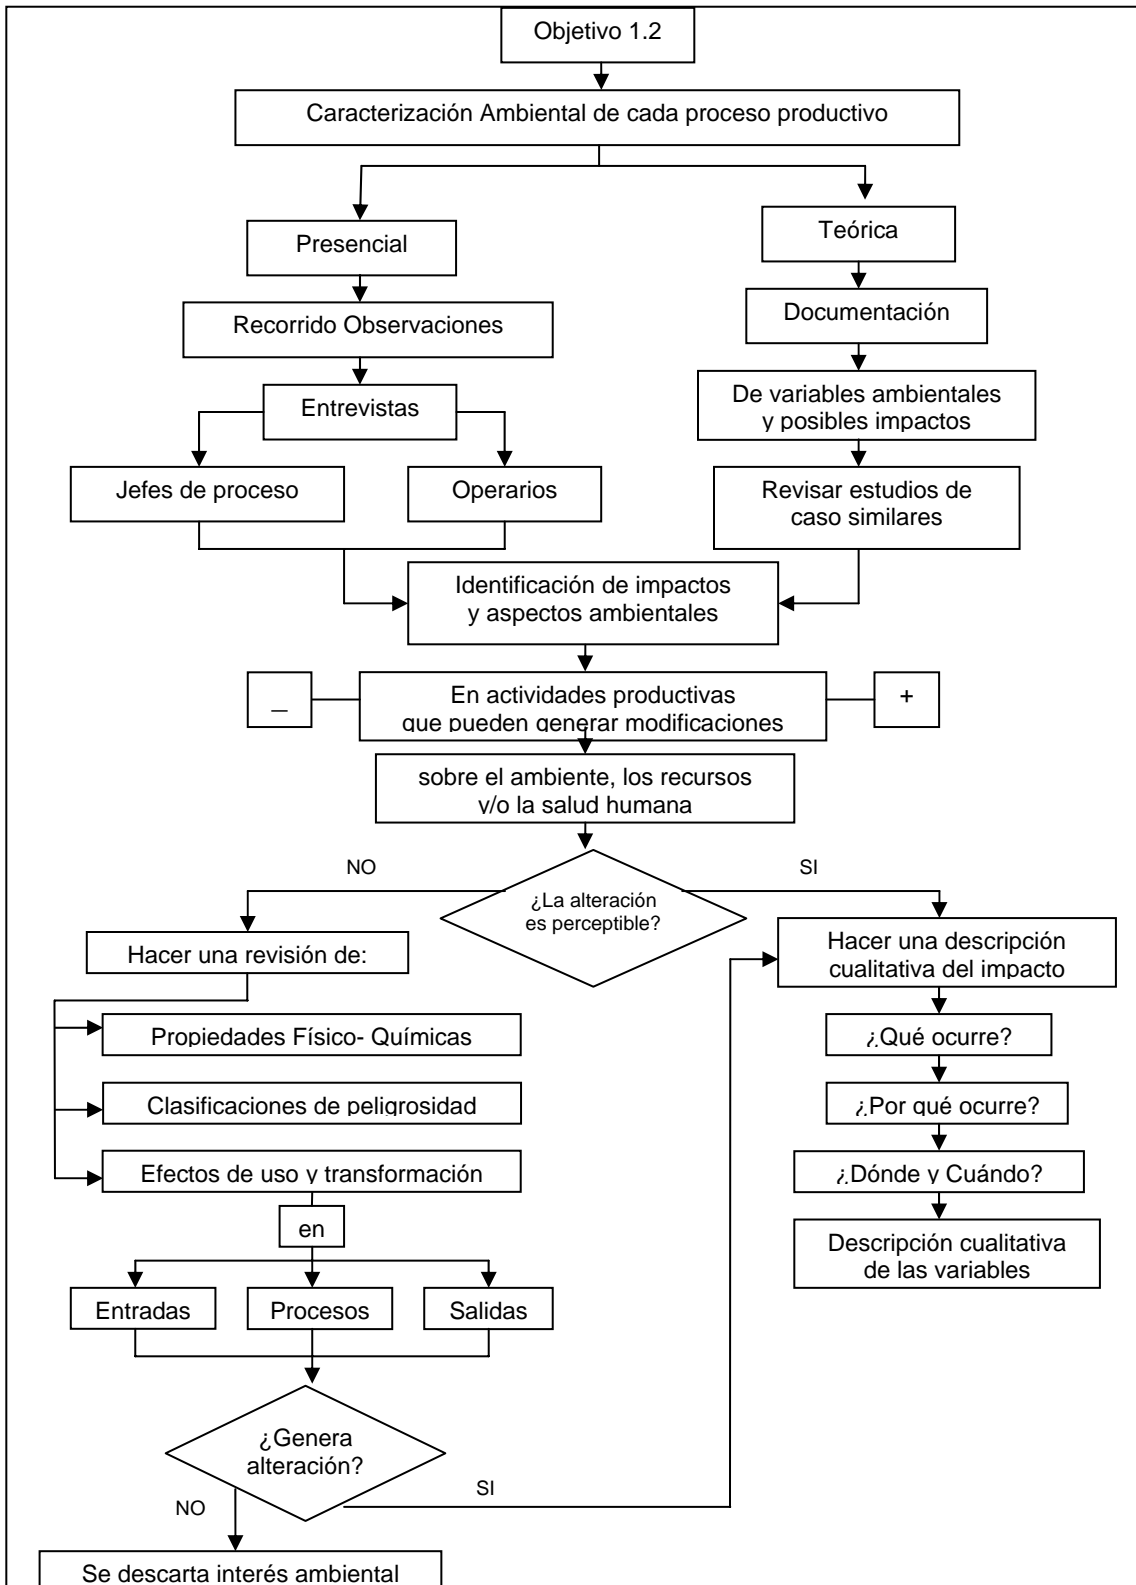 Objetivo 1.2
Caracterización Ambiental de cada proceso productivo
Presencial
Teórica
Recorrido Observaciones
Documentación
Entrevistas
De variables ambientales
y posibles impactos
Jefes de proceso
Operarios
Revisar estudios de
caso similares
Identificación de impactos
y aspectos ambientales
_
En actividades productivas
que pueden generar modificaciones
+
sobre el ambiente, los recursos
y/o la salud humana
NO
¿La alteración
es perceptible?
SI
Hacer una revisión de:
Hacer una descripción
cualitativa del impacto
Propiedades Físico- Químicas
¿Qué ocurre?
Clasificaciones de peligrosidad
¿Por qué ocurre?
Efectos de uso y transformación
¿Dónde y Cuándo?
en
Descripción cualitativa
de las variables
Entradas
Procesos
Salidas
¿Genera
alteración?
SI
NO
Se descarta interés ambiental